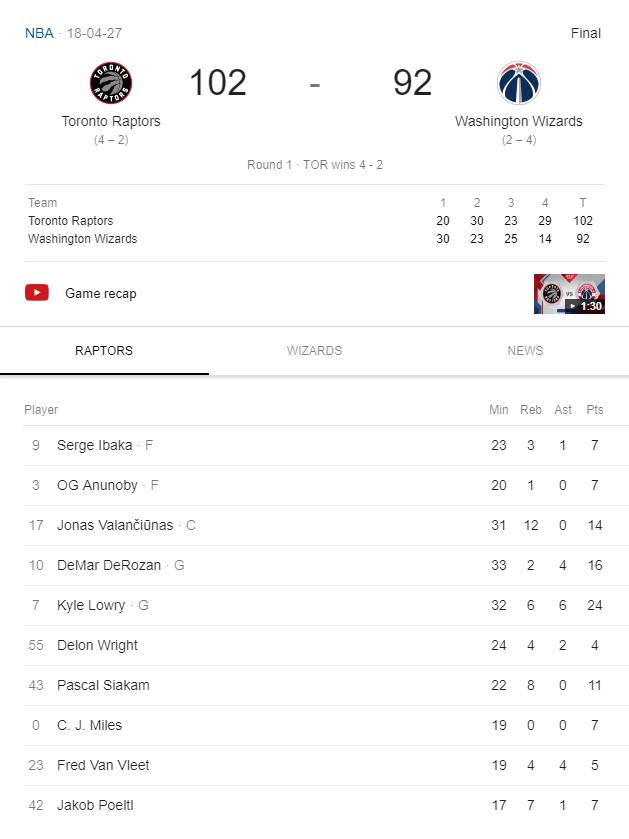 NBA · 18-04-27 Final
TORONTO RAPTORS
102 - 92
Toronto Raptors Washington Wizards
(4 – 2) (2 – 4)
Round 1 · TOR wins 4 - 2
Team 1 2 3 4 T
Toronto Raptors 20 30 23 29 102
Washington Wizards 30 23 25 14 92
Game recap
VS
1:30
RAPTORS WIZARDS NEWS
Player Min Reb Ast Pts
9 Serge Ibaka · F 23 3 1 7
3 OG Anunoby · F 20 1 0 7
17 Jonas Valančiūnas · C 31 12 0 14
10 DeMar DeRozan · G 33 2 4 16
7 Kyle Lowry · G 32 6 6 24
55 Delon Wright 24 4 2 4
43 Pascal Siakam 22 8 0 11
0 C. J. Miles 19 0 0 7
23 Fred Van Vleet 19 4 4 5
42 Jakob Poeltl 17 7 1 7